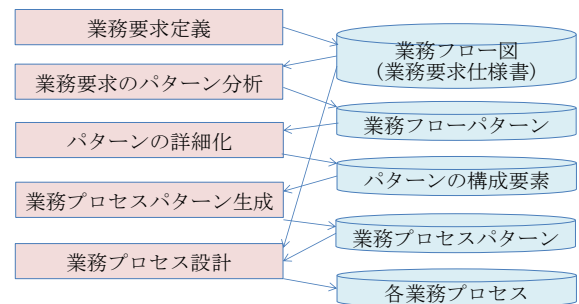 業務要求定義
業務フロー図
(業務要求仕様書)
業務要求のパターン分析
業務フローパターン
パターンの詳細化
パターンの構成要素
業務プロセスパターン生成
業務プロセスパターン
業務プロセス設計
各業務プロセス